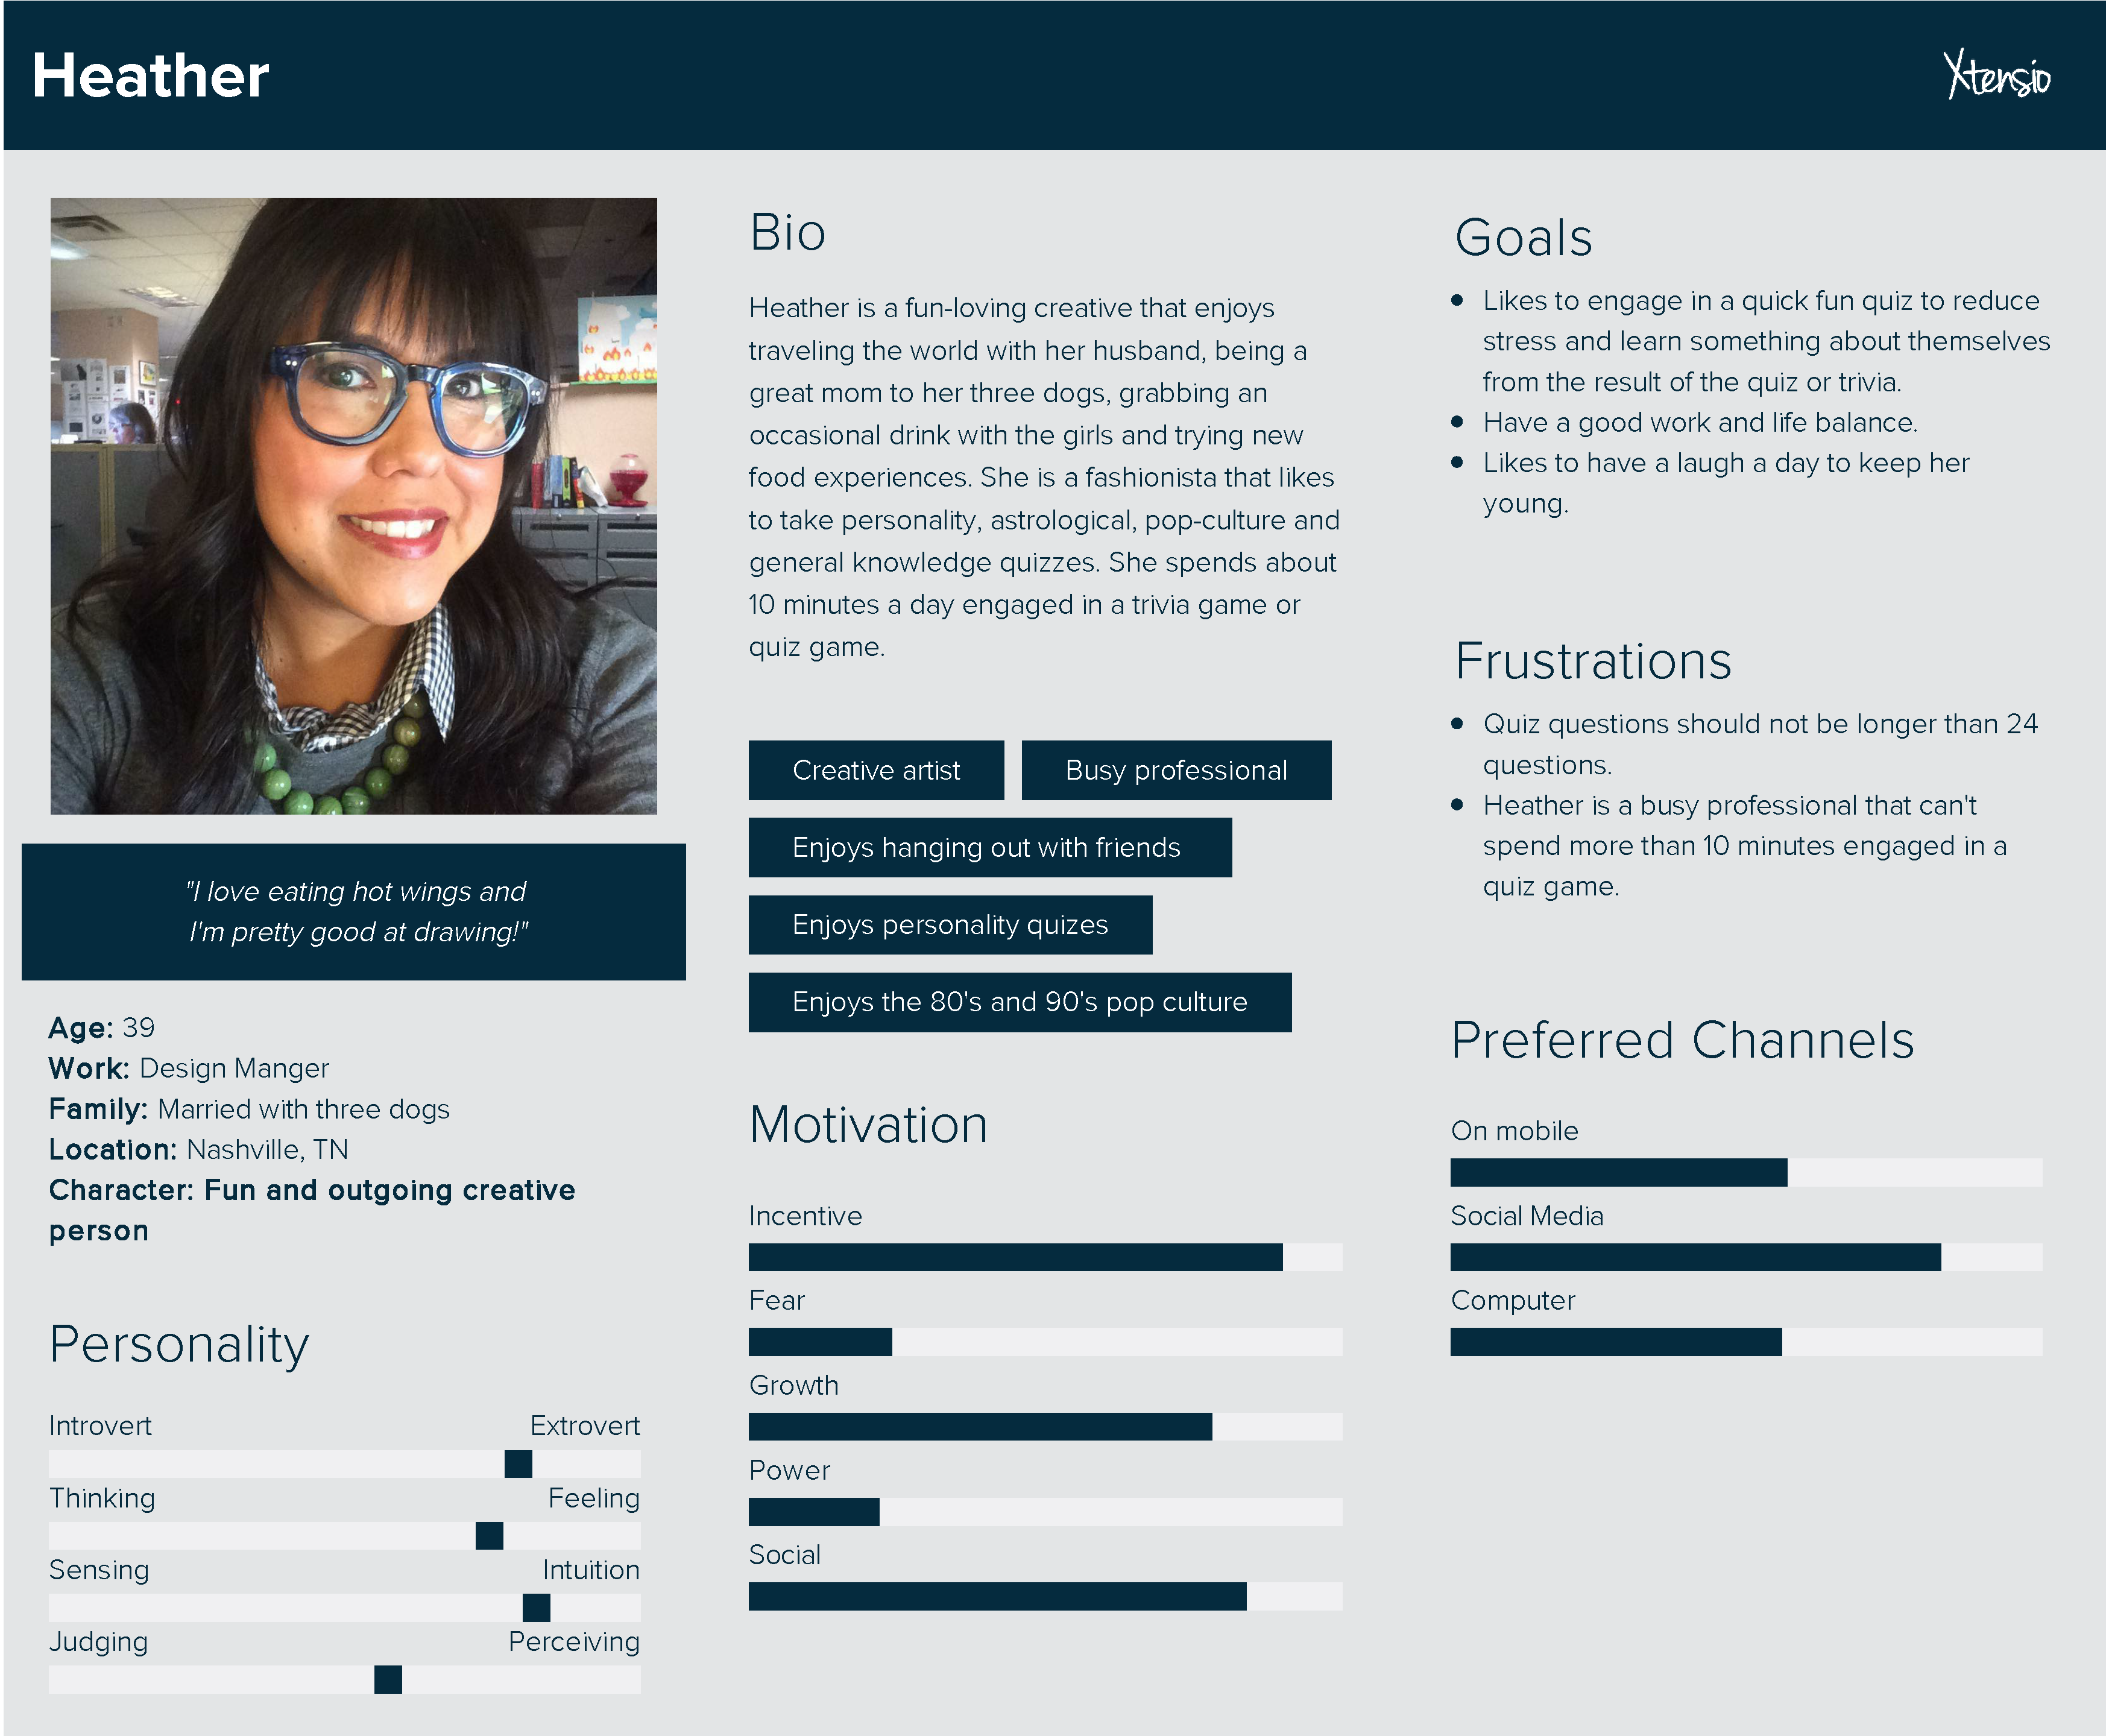 Heather
Xtensio
"I love eating hot wings and
I'm pretty good at drawing!"
Age: 39
Work: Design Manger
Family: Married with three dogs
Location: Nashville, TN
Character: Fun and outgoing creative
person
Personality
Introvert Extrovert
Thinking Feeling
Sensing Intuition
Judging Perceiving
Bio
Heather is a fun-loving creative that enjoys
traveling the world with her husband, being a
great mom to her three dogs, grabbing an
occasional drink with the girls and trying new
food experiences. She is a fashionista that likes
to take personality, astrological, pop-culture and
general knowledge quizzes. She spends about
10 minutes a day engaged in a trivia game or
quiz game.
Creative artist Busy professional
Enjoys hanging out with friends
Enjoys personality quizes
Enjoys the 80's and 90's pop culture
Motivation
Incentive
Fear
Growth
Power
Social
Goals
• Likes to engage in a quick fun quiz to reduce
stress and learn something about themselves
from the result of the quiz or trivia.
• Have a good work and life balance.
• Likes to have a laugh a day to keep her
young.
Frustrations
• Quiz questions should not be longer than 24
questions.
• Heather is a busy professional that can't
spend more than 10 minutes engaged in a
quiz game.
Preferred Channels
On mobile
Social Media
Computer